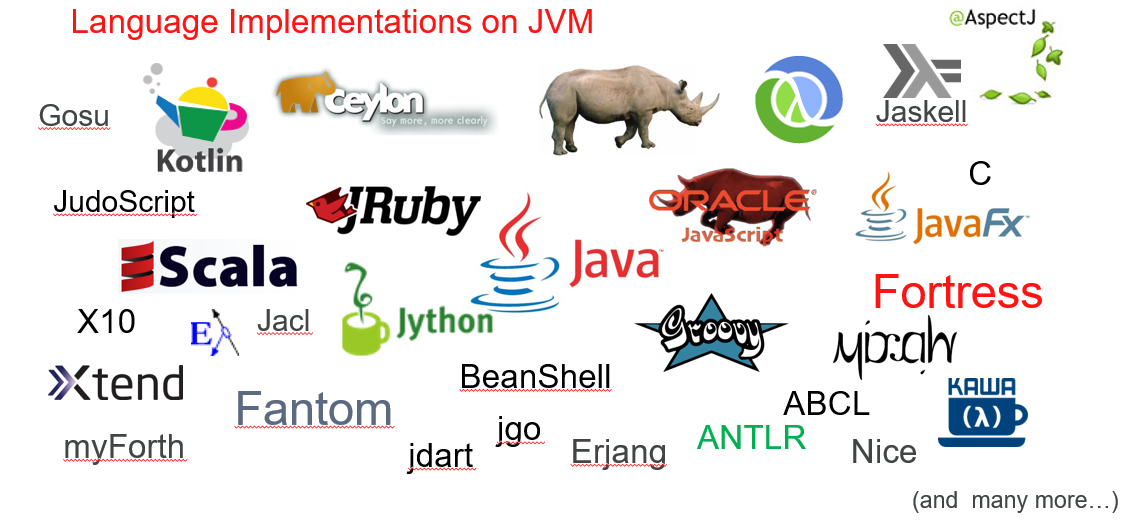 Language Implementations on JVM
@AspectJ
Gosu
Kotlin
ceylon
Say more, more clearly
Jaskell
JudoScript
JRuby
ORACLE®
JavaScript
C
JavaFX™
Scala
Java™
Fortress
X10
E
Jacl
Jython
Groovy
mirah
Xtend
BeanShell
KAWA
(λ)
Fantom
ABCL
jgo
ANTLR
myForth
jdart
Erjang
Nice
(and many more…)